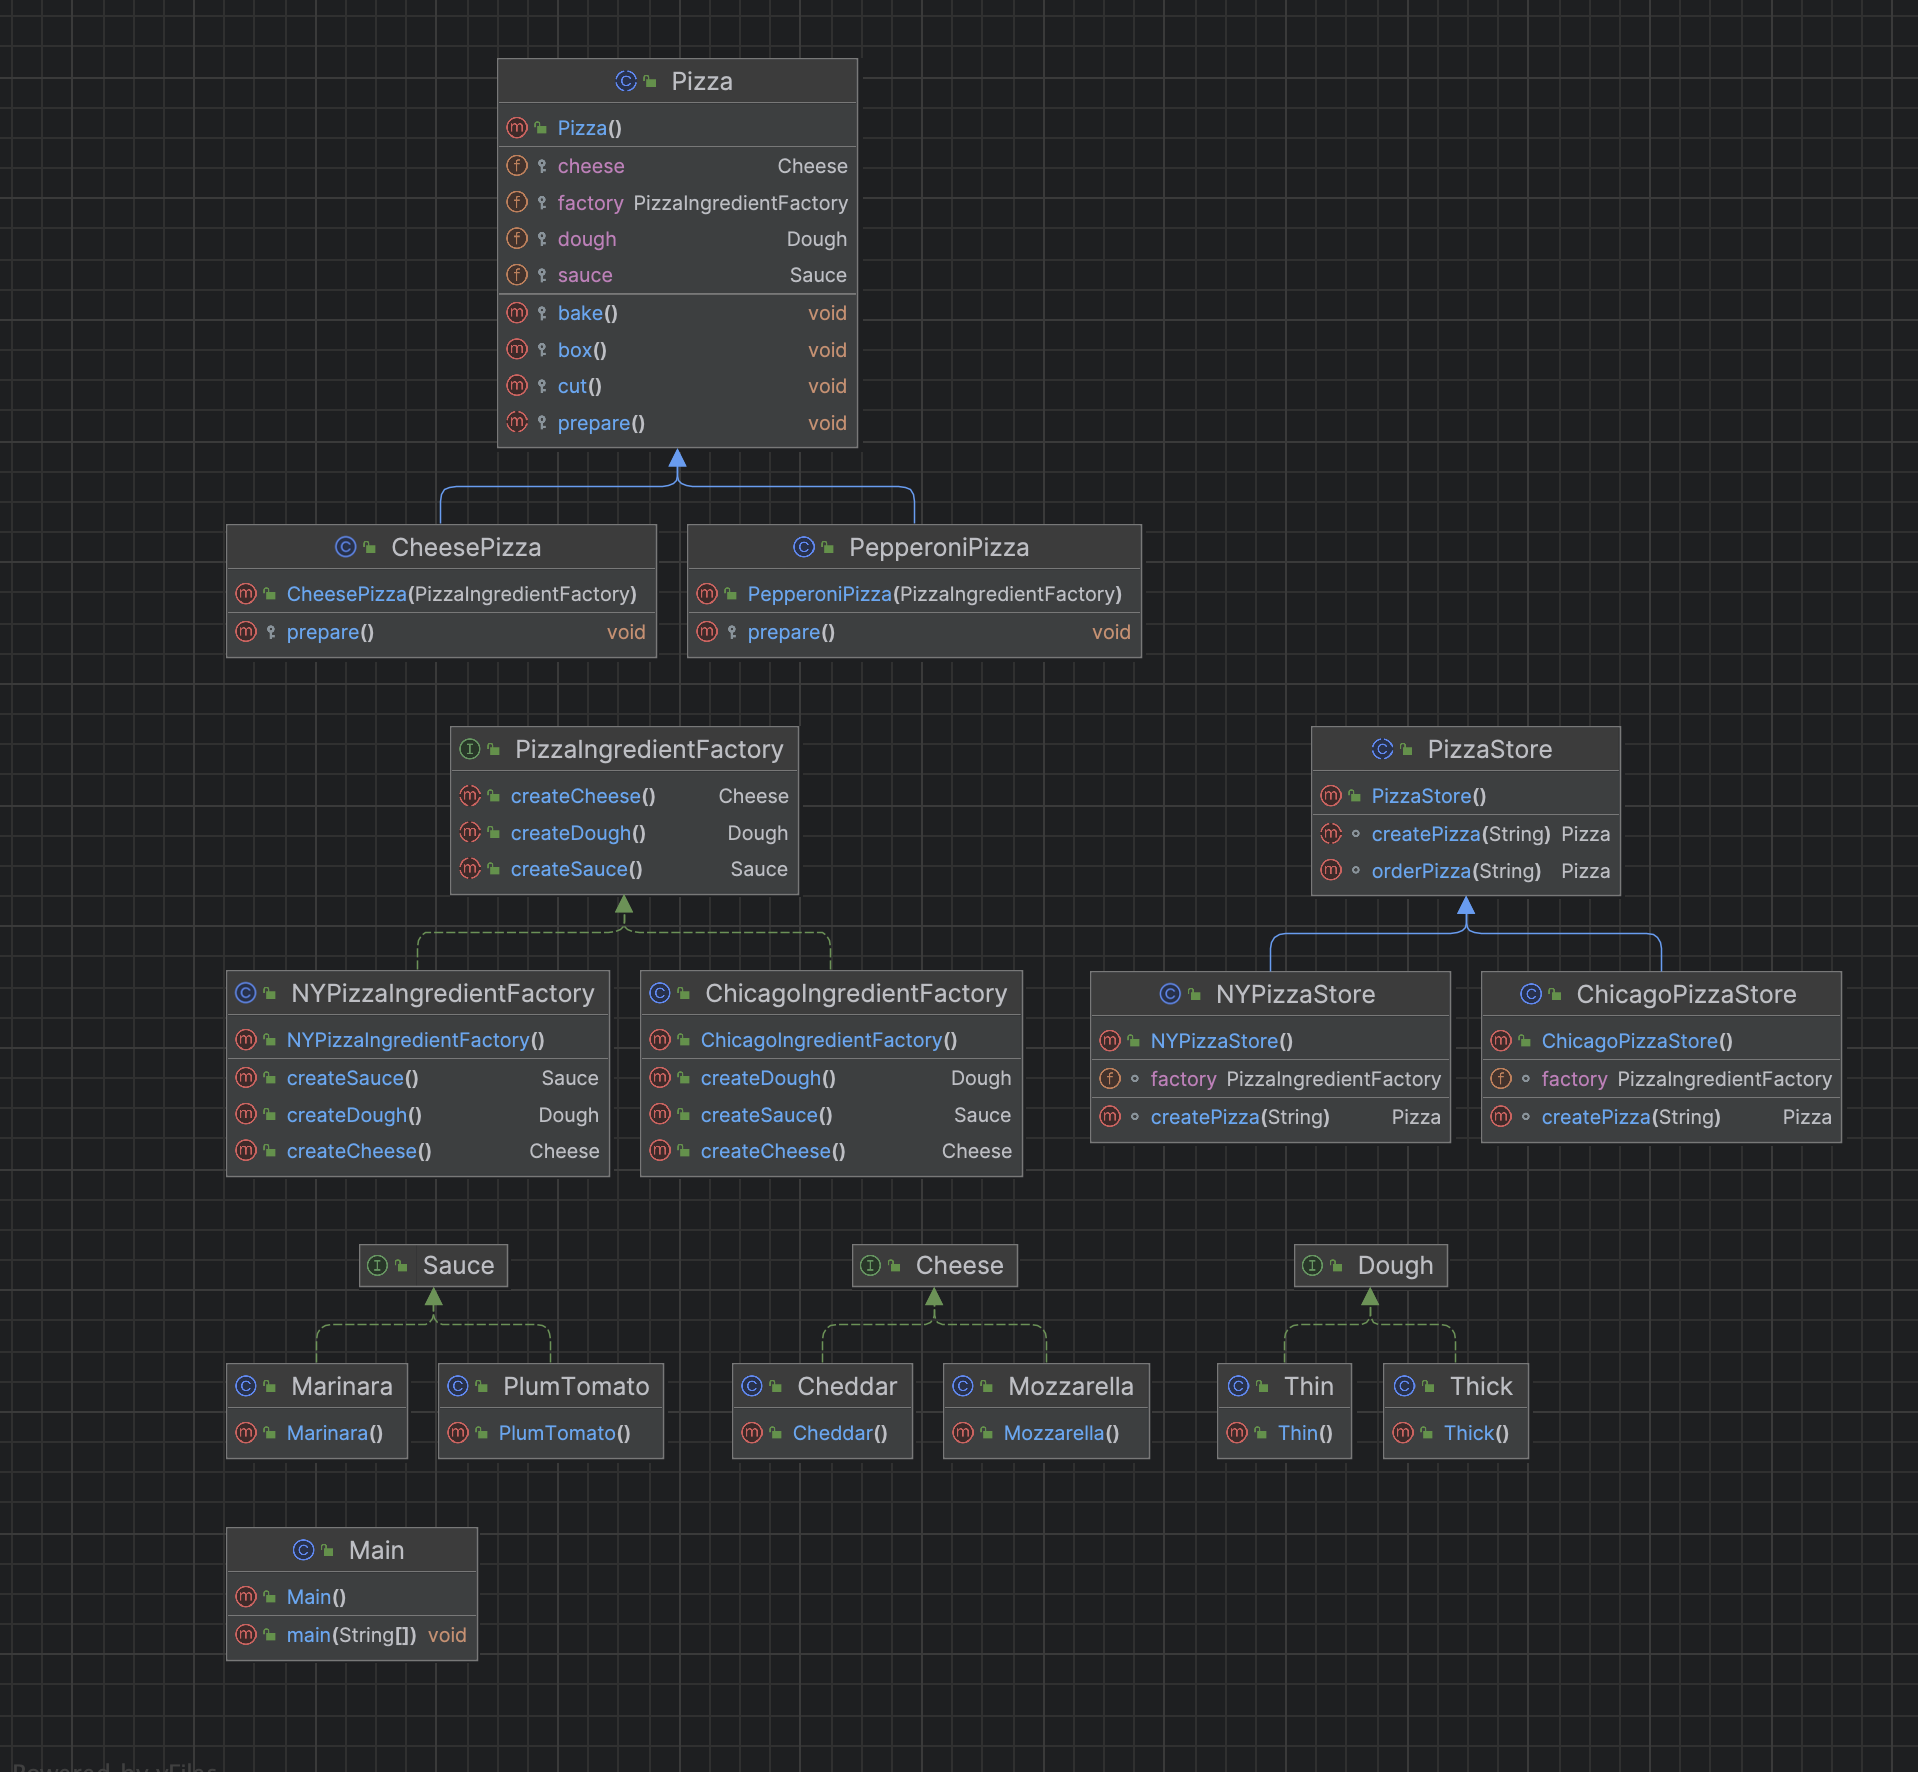 Pizza
Pizza()
cheese Cheese
factory PizzaIngredientFactory
dough Dough
sauce Sauce
bake() void
box() void
cut() void
prepare() void
CheesePizza
CheesePizza(PizzaIngredientFactory)
prepare() void
PepperoniPizza
PepperoniPizza(PizzaIngredientFactory)
prepare() void
PizzaIngredientFactory
createCheese() Cheese
createDough() Dough
createSauce() Sauce
PizzaStore
PizzaStore()
createPizza(String) Pizza
orderPizza(String) Pizza
NYPizzaIngredientFactory
NYPizzaIngredientFactory()
createSauce() Sauce
createDough() Dough
createCheese() Cheese
ChicagoIngredientFactory
ChicagoIngredientFactory()
createDough() Dough
createSauce() Sauce
createCheese() Cheese
NYPizzaStore
NYPizzaStore()
factory PizzaIngredientFactory
createPizza(String) Pizza
ChicagoPizzaStore
ChicagoPizzaStore()
factory PizzaIngredientFactory
createPizza(String) Pizza
Sauce
Cheese
Dough
Marinara
Marinara()
PlumTomato
PlumTomato()
Cheddar
Cheddar()
Mozzarella
Mozzarella()
Thin
Thin()
Thick
Thick()
Main
Main()
main(String[]) void
Powered by yFiles